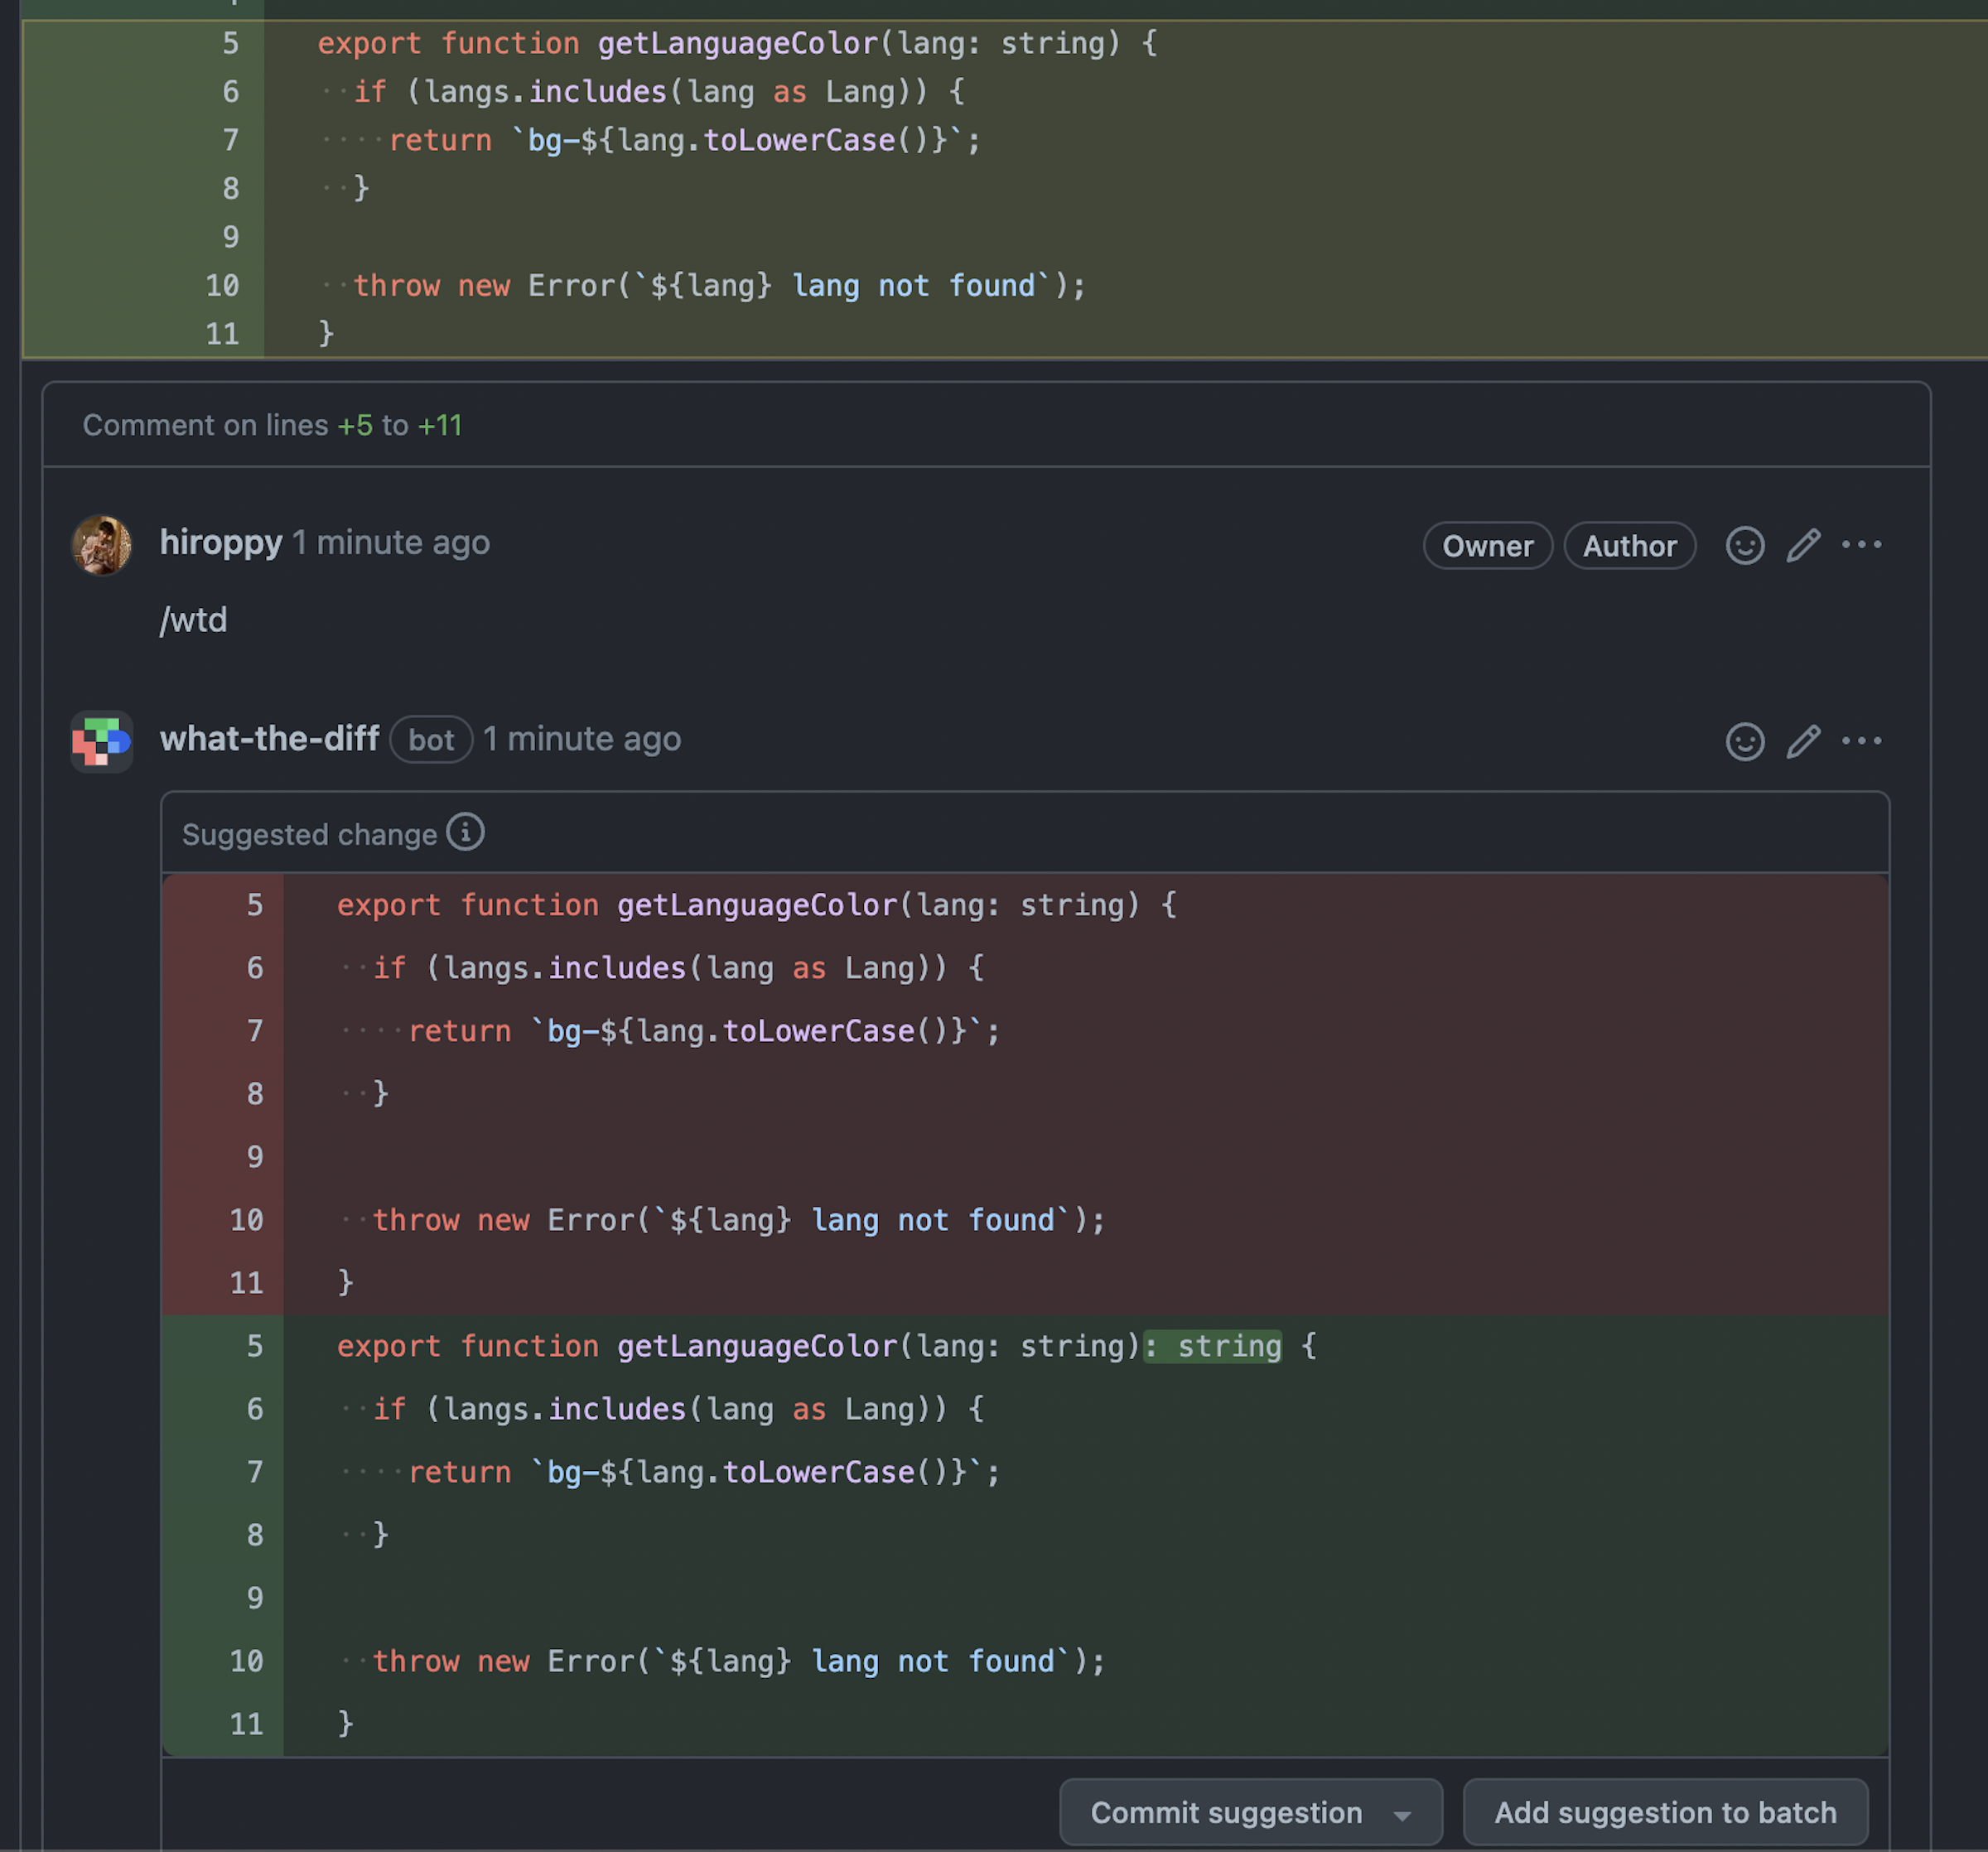 5 export function getLanguageColor(lang: string) {
6 ··if (langs.includes(lang as Lang)) {
7 ····return `bg-${lang.toLowerCase()}`;
8 ··}
9
10 ··throw new Error(`${lang} lang not found`);
11 }
Comment on lines +5 to +11
hiroppy 1 minute ago Owner Author
/wtd
what-the-diff bot 1 minute ago
Suggested change
5 export function getLanguageColor(lang: string) {
6 ··if (langs.includes(lang as Lang)) {
7 ····return `bg-${lang.toLowerCase()}`;
8 ··}
9
10 ··throw new Error(`${lang} lang not found`);
11 }
5 export function getLanguageColor(lang: string): string {
6 ··if (langs.includes(lang as Lang)) {
7 ····return `bg-${lang.toLowerCase()}`;
8 ··}
9
10 ··throw new Error(`${lang} lang not found`);
11 }
Commit suggestion Add suggestion to batch